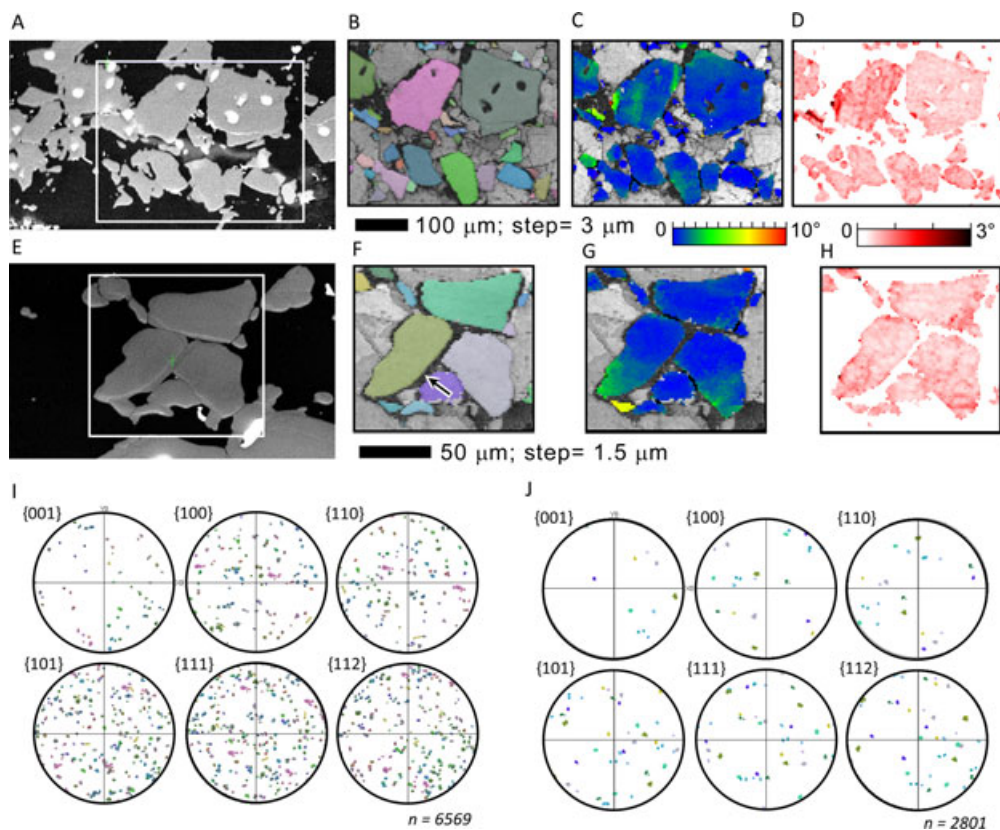 A
B
C
D
100 μm; step= 3 μm
0 10°
0 3°
E
F
G
H
50 μm; step= 1.5 μm
I
J
{001}
{100}
{110}
{001}
{100}
{110}
{101}
{111}
{112}
{101}
{111}
{112}
n = 6569
n = 2801